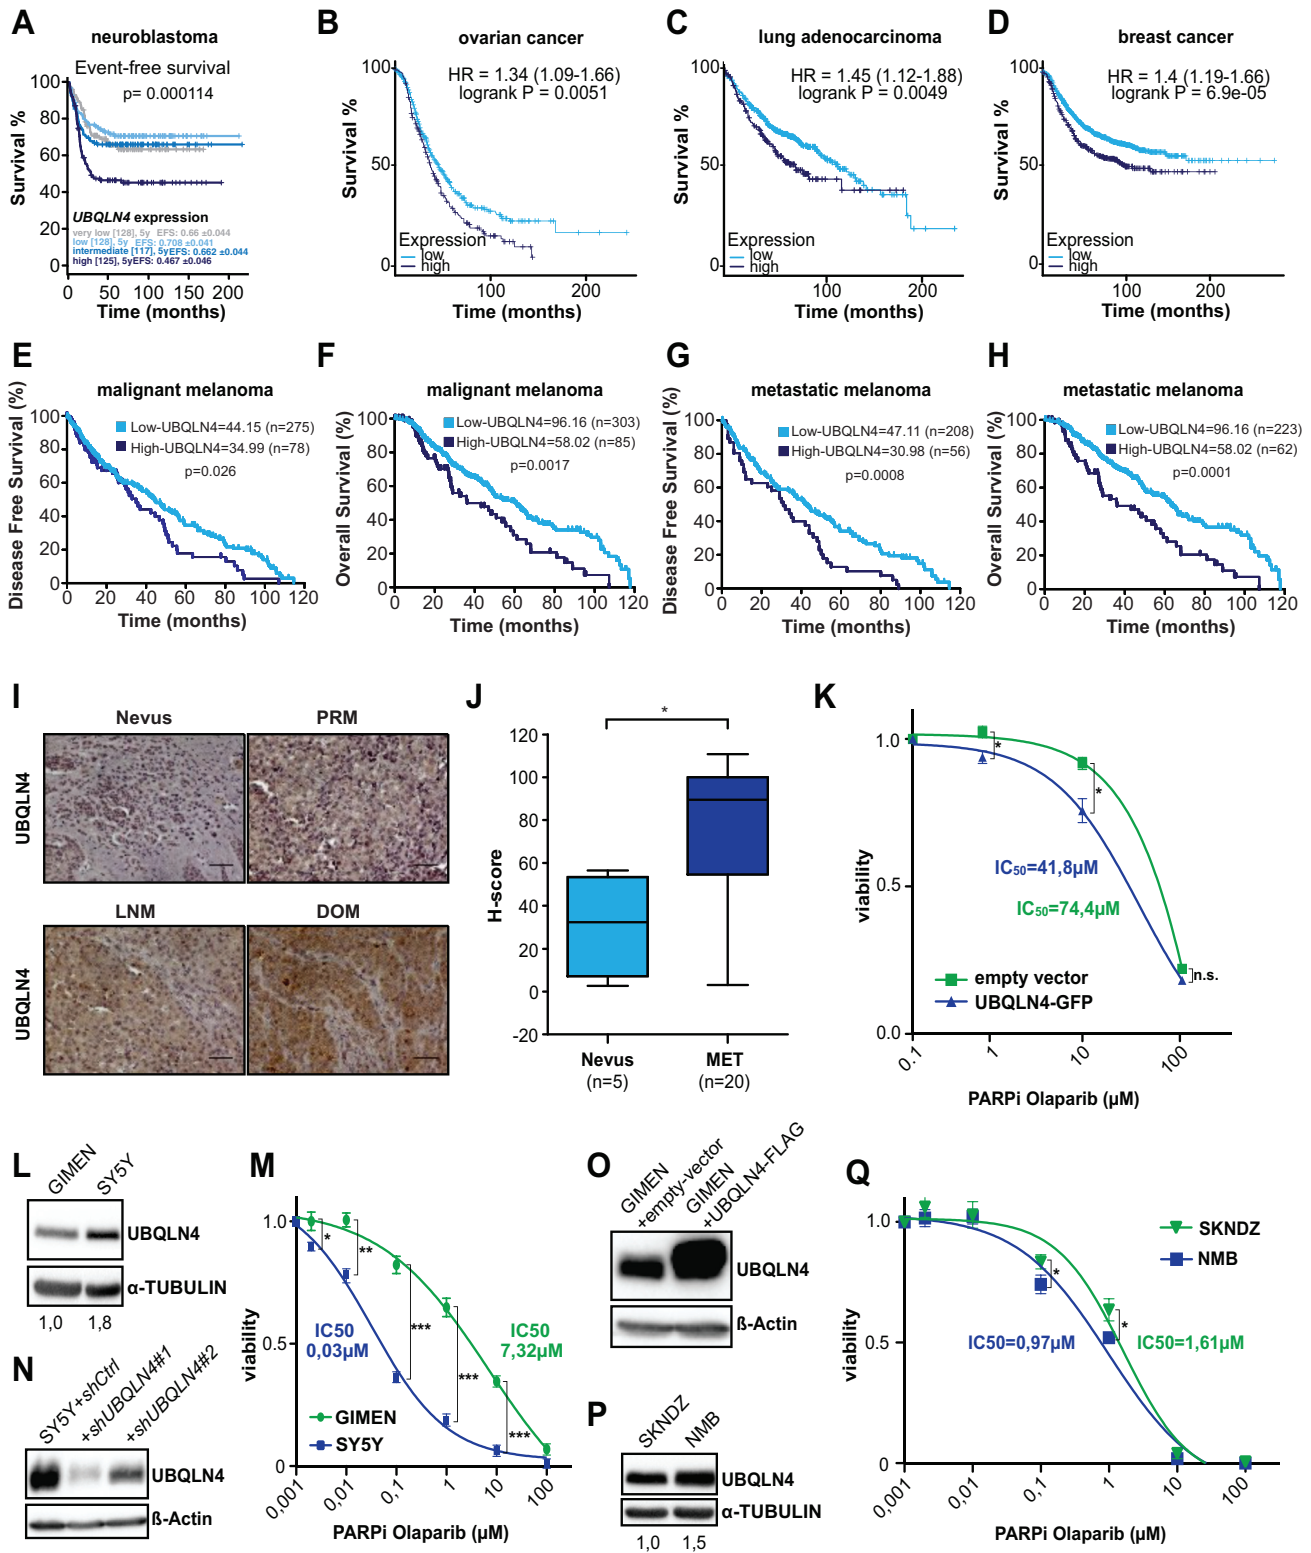 A
neuroblastoma
Event-free survival
p= 0.000114
Survival %
100
80
60
40
20
0
UBQLN4 expression
very low [128], 5y EFS: 0.66 ±0.044
low [128], 5y EFS: 0.708 ±0.041
intermediate [117], 5yEFS: 0.662 ±0.044
high [125], 5yEFS: 0.467 ±0.046
0 50 100 150 200
Time (months)
B
ovarian cancer
HR = 1.34 (1.09-1.66)
logrank P = 0.0051
Survival %
100
50
0
Expression
low
high
100 200
Time (months)
C
lung adenocarcinoma
HR = 1.45 (1.12-1.88)
logrank P = 0.0049
Survival %
100
50
0
Expression
low
high
100 200
Time (months)
D
breast cancer
HR = 1.4 (1.19-1.66)
logrank P = 6.9e-05
Survival %
100
50
0
Expression
low
high
100 200
Time (months)
E
malignant melanoma
Low-UBQLN4=44.15 (n=275)
High-UBQLN4=34.99 (n=78)
p=0.026
Disease Free Survival (%)
100
80
60
40
20
0
0 20 40 60 80 100 120
Time (months)
F
malignant melanoma
Low-UBQLN4=96.16 (n=303)
High-UBQLN4=58.02 (n=85)
p=0.0017
Overall Survival (%)
100
80
60
40
20
0
0 20 40 60 80 100 120
Time (months)
G
metastatic melanoma
Low-UBQLN4=47.11 (n=208)
High-UBQLN4=30.98 (n=56)
p=0.0008
Disease Free Survival (%)
100
80
60
40
20
0
0 20 40 60 80 100 120
Time (months)
H
metastatic melanoma
Low-UBQLN4=96.16 (n=223)
High-UBQLN4=58.02 (n=62)
p=0.0001
Overall Survival (%)
100
80
60
40
20
0
0 20 40 60 80 100 120
Time (months)
I
Nevus PRM
UBQLN4
LNM DOM
UBQLN4
J
*
H-score
120
100
80
60
40
20
0
-20
Nevus MET
(n=5) (n=20)
K
viability
1.0
0.5
0.0
*
*
IC50=41,8µM
IC50=74,4µM
n.s.
empty vector
UBQLN4-GFP
0.1 1 10 100
PARPi Olaparib (µM)
L
GIMEN SY5Y
UBQLN4
α-TUBULIN
1,0 1,8
M
viability
1.0
0.5
0
*
**
***
***
***
IC50
0,03µM
IC50
7,32µM
GIMEN
SY5Y
0,001 0,01 0,1 1 10 100
PARPi Olaparib (µM)
N
SY5Y+shCtrl
+shUBQLN4#1
+shUBQLN4#2
UBQLN4
ß-Actin
O
GIMEN
+empty-vector
GIMEN
+UBQLN4-FLAG
UBQLN4
ß-Actin
P
SKNDZ NMB
UBQLN4
α-TUBULIN
1,0 1,5
Q
viability
1.0
0.5
0
SKNDZ
NMB
*
*
IC50=0,97µM
IC50=1,61µM
0,001 0,01 0,1 1 10 100
PARPi Olaparib (µM)